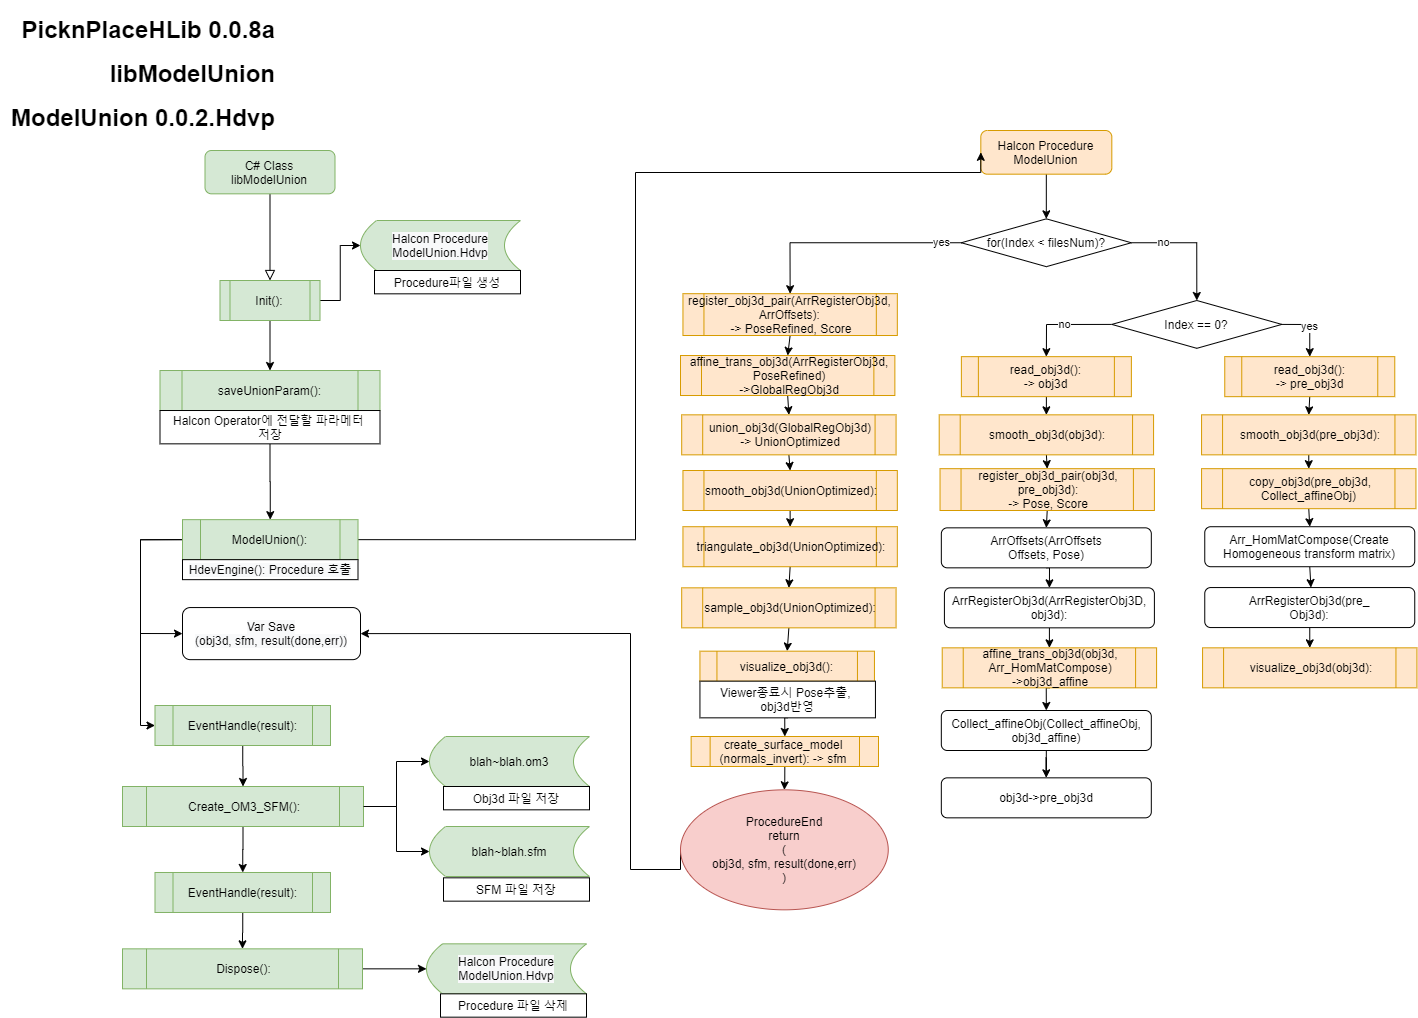 PicknPlaceHLib 0.0.8a
libModelUnion
ModelUnion 0.0.2.Hdvp
C# Class
libModelUnion
Halcon Procedure
ModelUnion.Hdvp
Procedure파일 생성
Init():
saveUnionParam():
Halcon Operator에 전달할 파라메터
저장
ModelUnion():
HdevEngine(): Procedure 호출
Var Save
(obj3d, sfm, result(done,err))
EventHandle(result):
Create_OM3_SFM():
blah~blah.om3
Obj3d 파일 저장
blah~blah.sfm
SFM 파일 저장
EventHandle(result):
Dispose():
Halcon Procedure
ModelUnion.Hdvp
Procedure 파일 삭제
Halcon Procedure
ModelUnion
for(Index < filesNum)?
yes
no
register_obj3d_pair(ArrRegisterObj3d,
ArrOffsets):
-> PoseRefined, Score
affine_trans_obj3d(ArrRegisterObj3d,
PoseRefined)
->GlobalRegObj3d
union_obj3d(GlobalRegObj3d)
-> UnionOptimized
smooth_obj3d(UnionOptimized):
triangulate_obj3d(UnionOptimized):
sample_obj3d(UnionOptimized):
visualize_obj3d():
Viewer종료시 Pose추출,
obj3d반영
create_surface_model
(normals_invert): -> sfm
ProcedureEnd
return
(
obj3d, sfm, result(done,err)
)
Index == 0?
no
yes
read_obj3d():
-> obj3d
smooth_obj3d(obj3d):
register_obj3d_pair(obj3d,
pre_obj3d):
-> Pose, Score
ArrOffsets(ArrOffsets
Offsets, Pose)
ArrRegisterObj3d(ArrRegisterObj3D,
obj3d):
affine_trans_obj3d(obj3d,
Arr_HomMatCompose)
->obj3d_affine
Collect_affineObj(Collect_affineObj,
obj3d_affine)
obj3d->pre_obj3d
read_obj3d():
-> pre_obj3d
smooth_obj3d(pre_obj3d):
copy_obj3d(pre_obj3d,
Collect_affineObj)
Arr_HomMatCompose(Create
Homogeneous transform matrix)
ArrRegisterObj3d(pre_
Obj3d):
visualize_obj3d(obj3d):